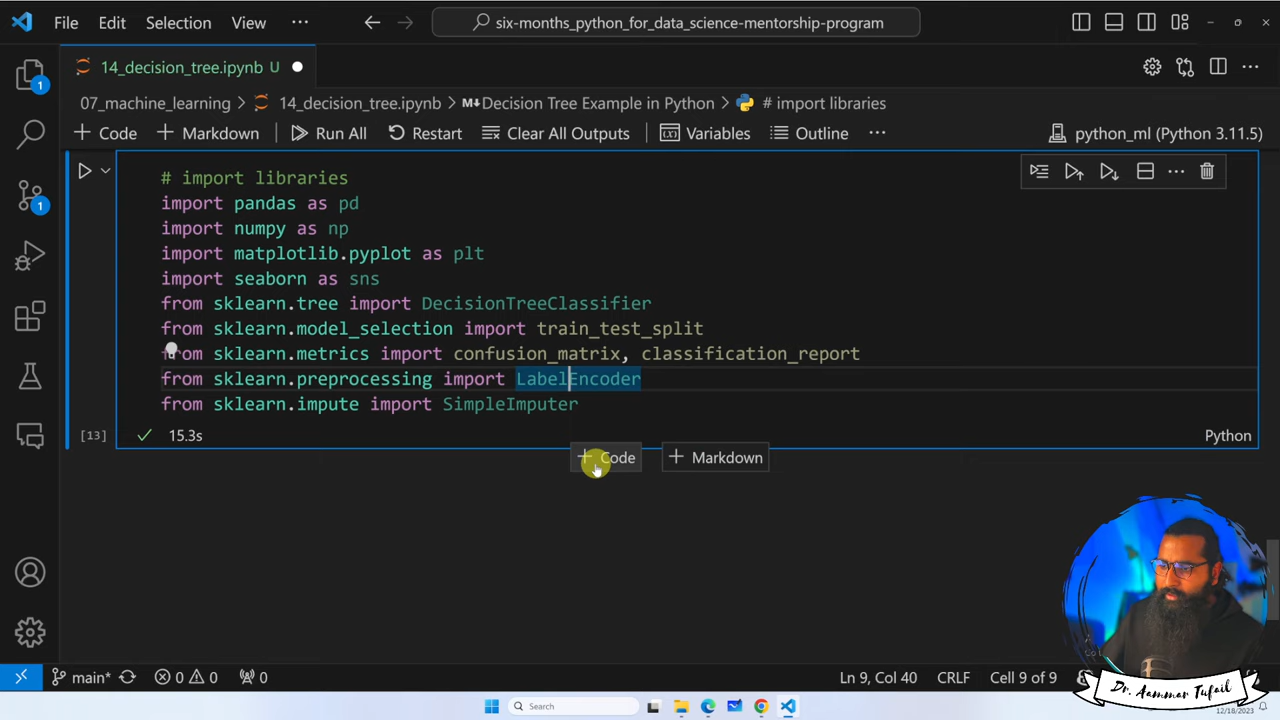 File Edit Selection View ··· six-months_python_for_data_science-mentorship-program
14_decision_tree.ipynb U
07_machine_learning > 14_decision_tree.ipynb > M↓Decision Tree Example in Python > # import libraries
+ Code + Markdown Run All Restart Clear All Outputs Variables Outline ··· python_ml (Python 3.11.5)
# import libraries
import pandas as pd
import numpy as np
import matplotlib.pyplot as plt
import seaborn as sns
from sklearn.tree import DecisionTreeClassifier
from sklearn.model_selection import train_test_split
from sklearn.metrics import confusion_matrix, classification_report
from sklearn.preprocessing import LabelEncoder
from sklearn.impute import SimpleImputer
[13] ✓ 15.3s Python
+ Code + Markdown
1
1
main* 0 0 0 Ln 9, Col 40 CRLF Cell 9 of 9
Dr. Aammar Tufail
Search
12/18/2023